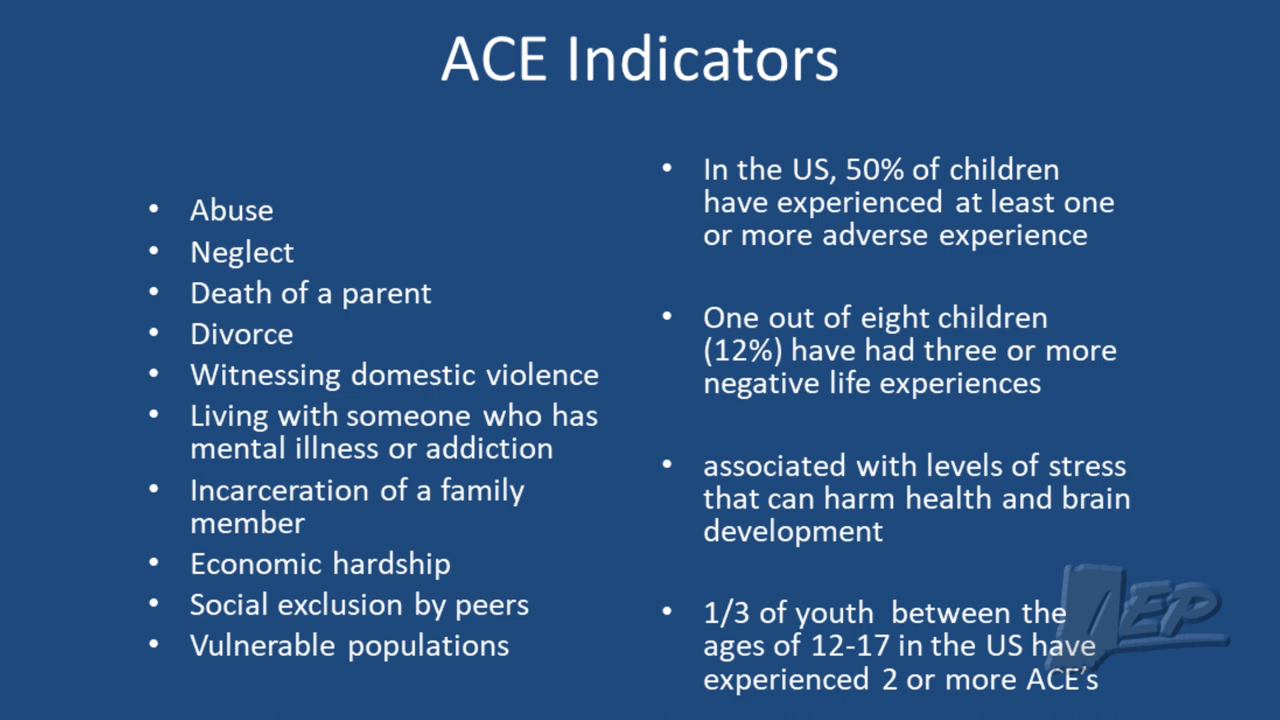 ACE Indicators
• Abuse
• Neglect
• Death of a parent
• Divorce
• Witnessing domestic violence
• Living with someone who has
mental illness or addiction
• Incarceration of a family
member
• Economic hardship
• Social exclusion by peers
• Vulnerable populations
• In the US, 50% of children
have experienced at least one
or more adverse experience
• One out of eight children
(12%) have had three or more
negative life experiences
• associated with levels of stress
that can harm health and brain
development
• 1/3 of youth between the
ages of 12-17 in the US have
experienced 2 or more ACE’s
EP